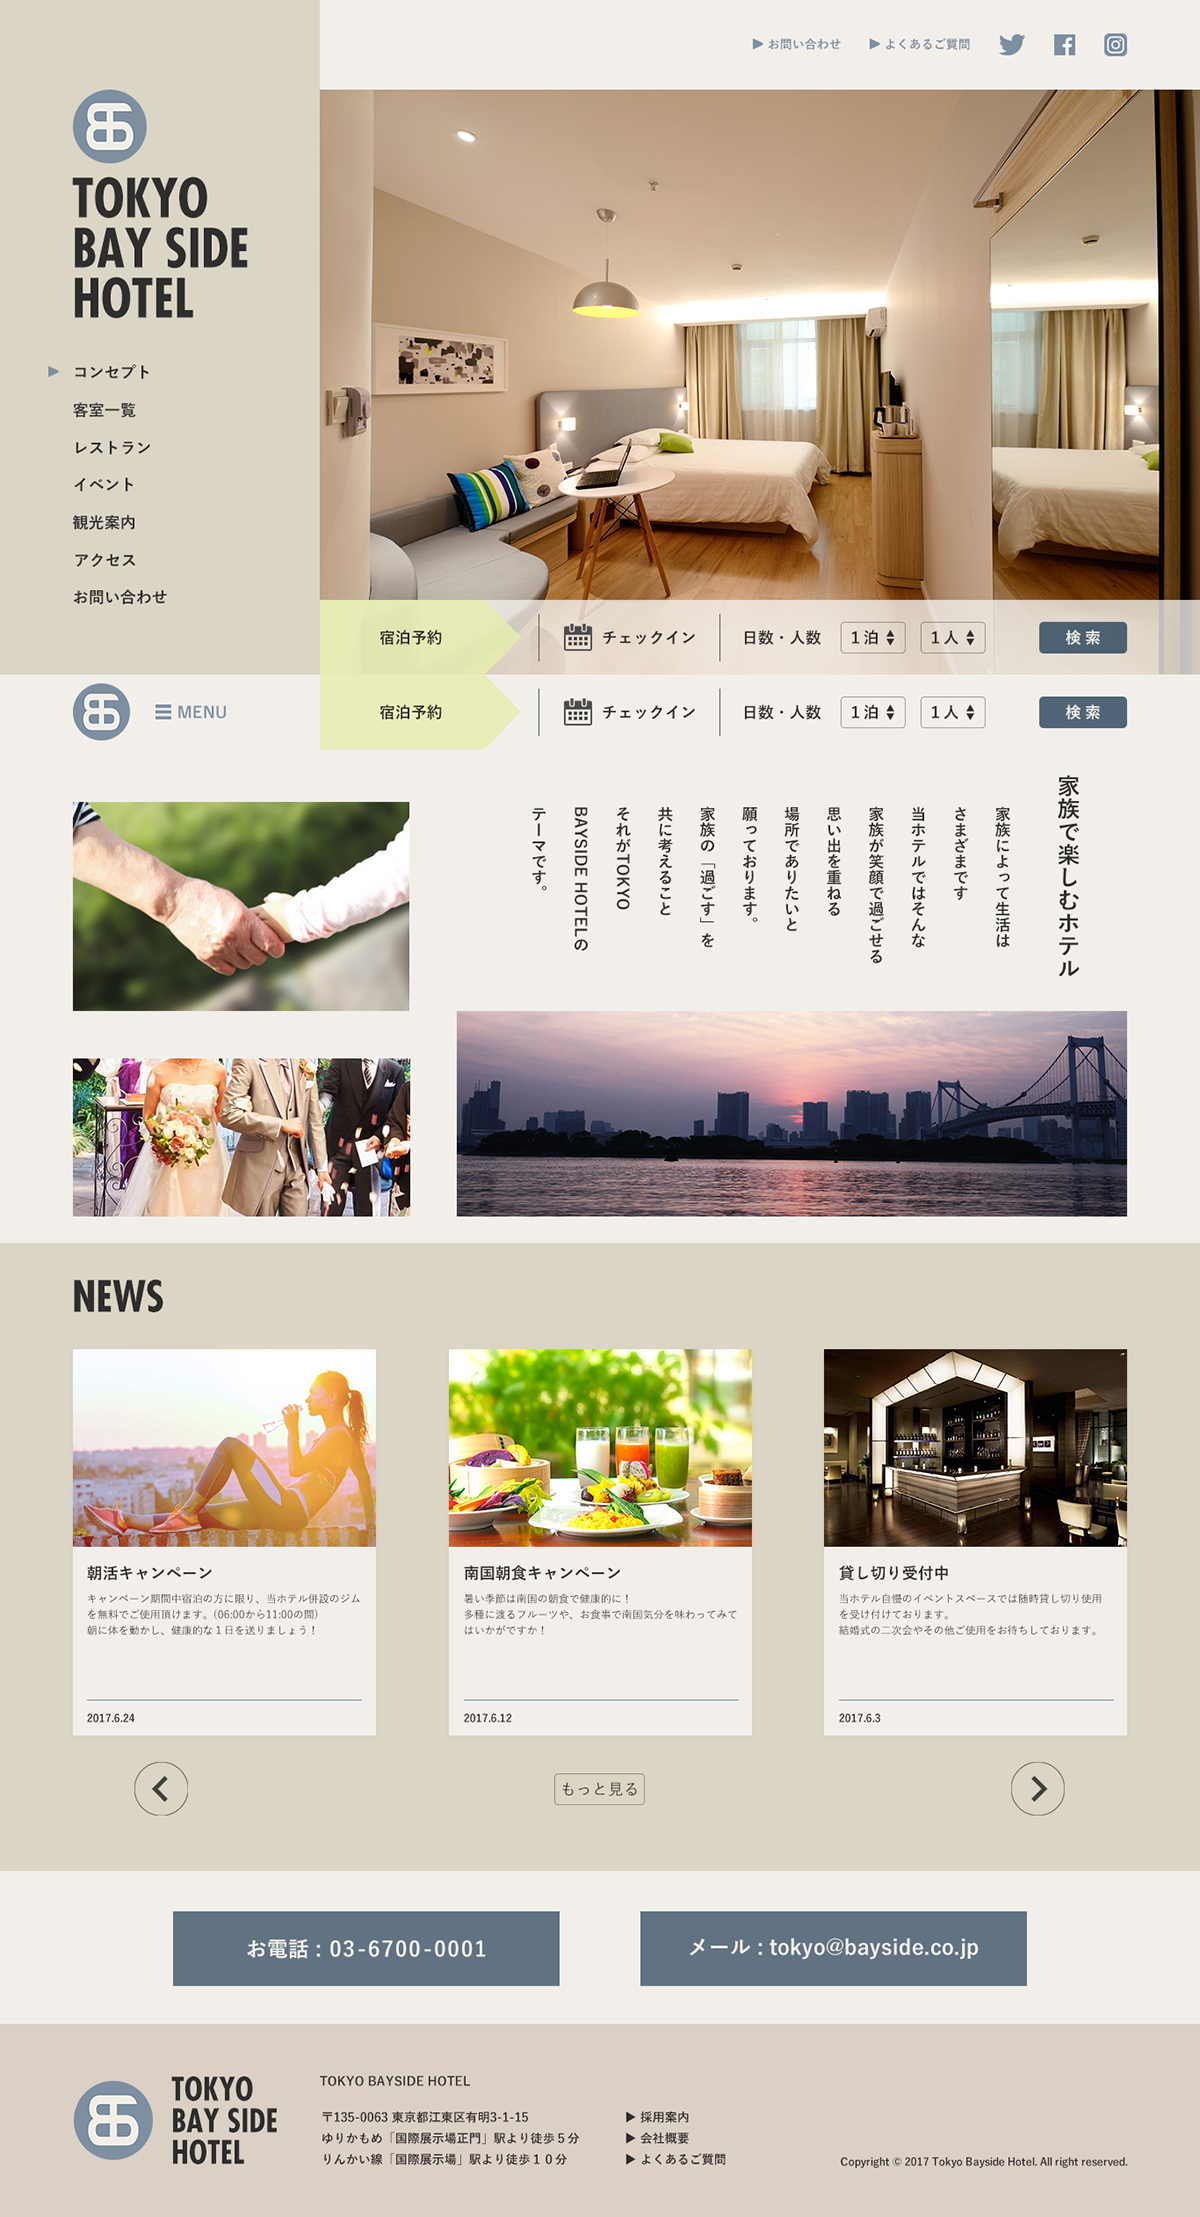 お問い合わせ
よくあるご質問
TOKYO
BAY SIDE
HOTEL
コンセプト
客室一覧
レストラン
イベント
観光案内
アクセス
お問い合わせ
宿泊予約
チェックイン
日数・人数
1泊
1人
検索
MENU
宿泊予約
チェックイン
日数・人数
1泊
1人
検索
家族で楽しむホテル
家族によって生活は
さまざまです
当ホテルではそんな
家族が笑顔で過ごせる
思い出を重ねる
場所でありたいと
願っております。
家族の「過ごす」を
共に考えること
それがTOKYO
BAYSIDE HOTELの
テーマです。
NEWS
朝活キャンペーン
キャンペーン期間中宿泊の方に限り、当ホテル併設のジム
を無料でご使用頂けます。(06:00から11:00の間)
朝に体を動かし、健康的な１日を送りましょう！
2017.6.24
南国朝食キャンペーン
暑い季節は南国の朝食で健康的に！
多種に渡るフルーツや、お食事で南国気分を味わってみて
はいかがですか！
2017.6.12
貸し切り受付中
当ホテル自慢のイベントスペースでは随時貸し切り使用
を受け付けております。
結婚式の二次会やその他ご使用をお待ちしております。
2017.6.3
もっと見る
お電話 : 03-6700-0001
メール : tokyo@bayside.co.jp
TOKYO
BAY SIDE
HOTEL
TOKYO BAYSIDE HOTEL
〒135-0063 東京都江東区有明3-1-15
ゆりかもめ「国際展示場正門」駅より徒歩５分
りんかい線「国際展示場」駅より徒歩１０分
採用案内
会社概要
よくあるご質問
Copyright © 2017 Tokyo Bayside Hotel. All right reserved.